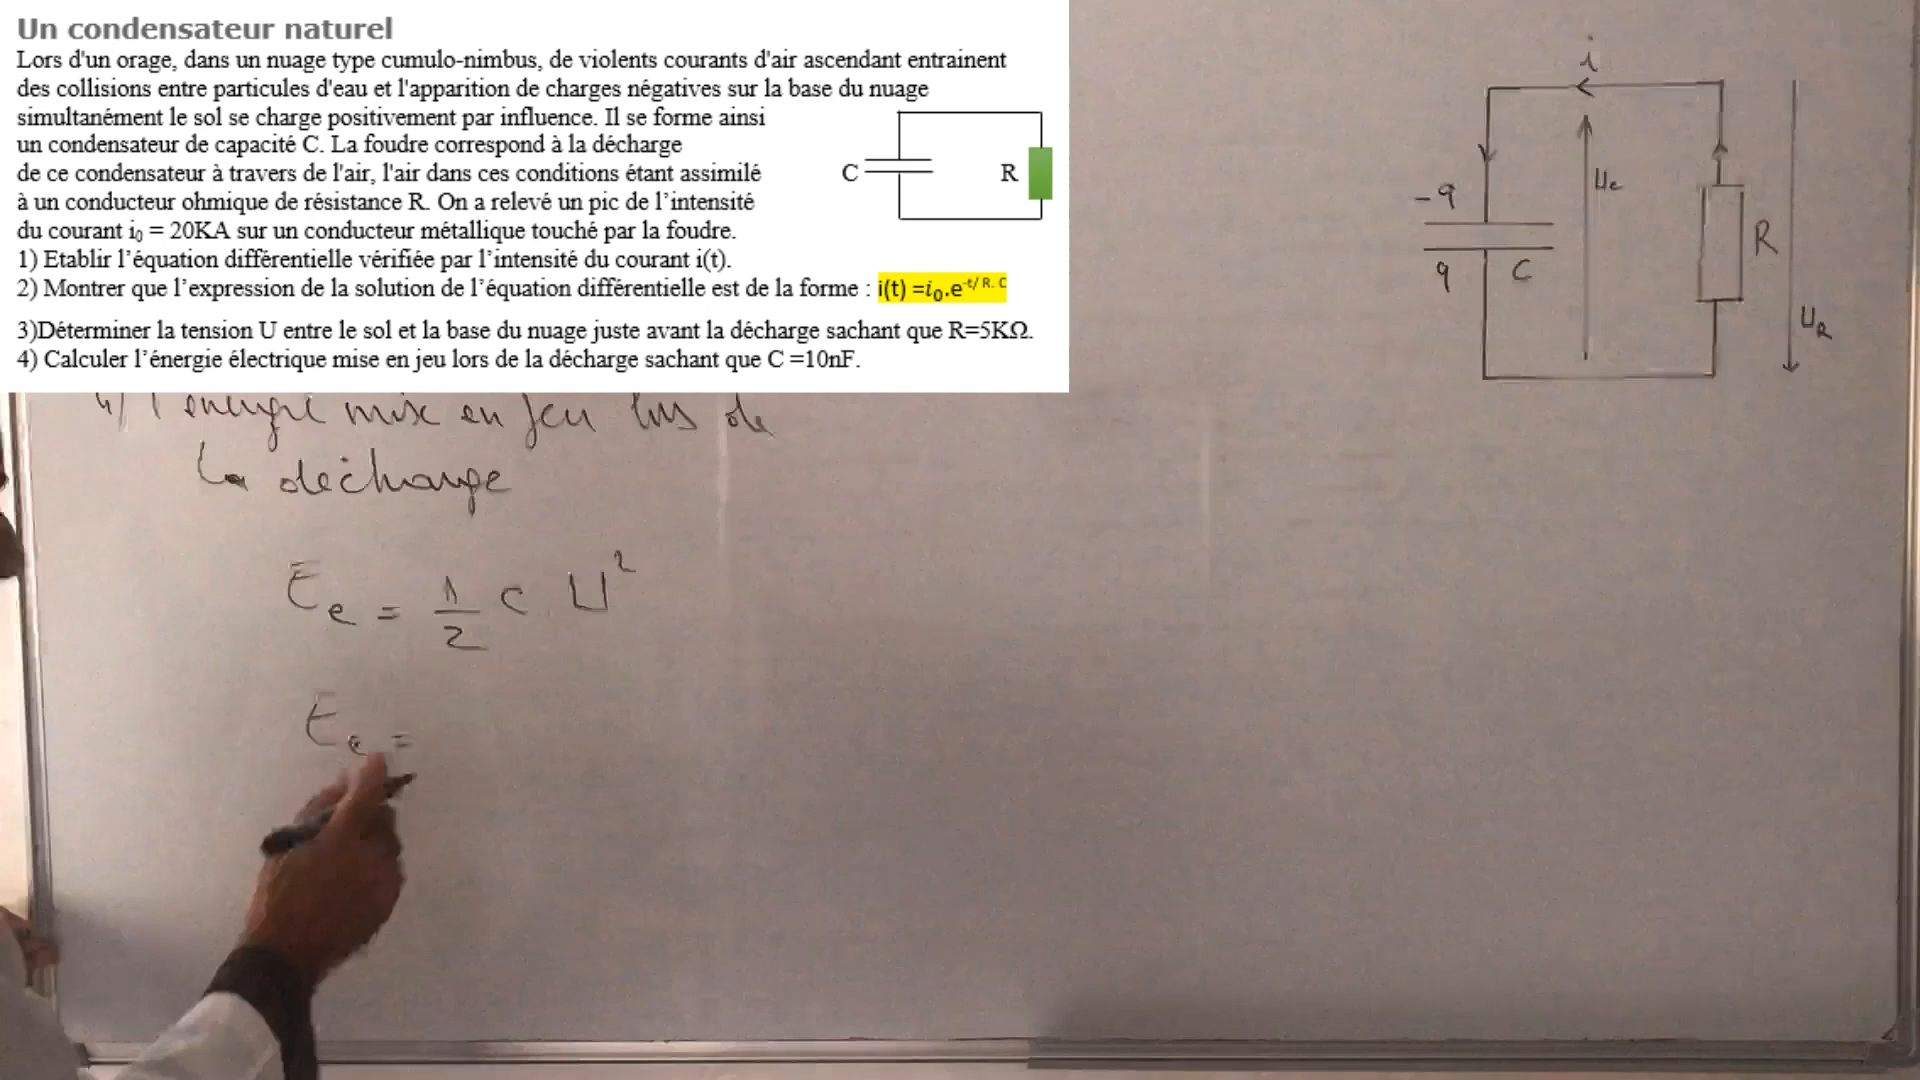 Un condensateur naturel
Lors d'un orage, dans un nuage type cumulo-nimbus, de violents courants d'air ascendant entrainent
des collisions entre particules d'eau et l'apparition de charges négatives sur la base du nuage
simultanément le sol se charge positivement par influence. Il se forme ainsi
un condensateur de capacité C. La foudre correspond à la décharge
de ce condensateur à travers de l'air, l'air dans ces conditions étant assimilé
à un conducteur ohmique de résistance R. On a relevé un pic de l'intensité
du courant i₀ = 20KA sur un conducteur métallique touché par la foudre.
1) Etablir l'équation différentielle vérifiée par l'intensité du courant i(t).
2) Montrer que l'expression de la solution de l'équation différentielle est de la forme : i(t) =i₀.e^-t/ R. C
3)Déterminer la tension U entre le sol et la base du nuage juste avant la décharge sachant que R=5KΩ.
4) Calculer l'énergie électrique mise en jeu lors de la décharge sachant que C =10nF.
C
R
i
uc
-q
q
C
R
UR
4) l'énergie mix en jeu lors de
la décharge
Ee = 1/2 C U²
Ee =